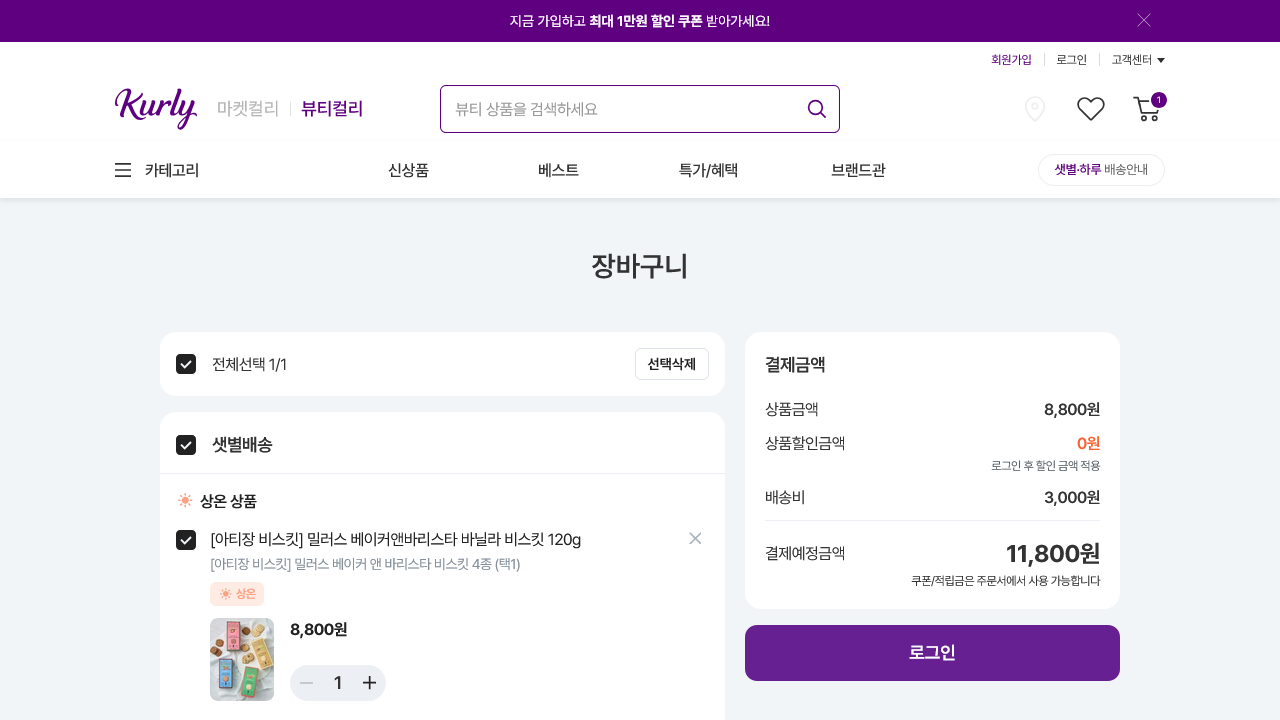 지금 가입하고 최대 1만원 할인 쿠폰 받아가세요!
회원가입 로그인 고객센터
Kurly 마켓컬리 뷰티컬리 뷰티 상품을 검색하세요 1
카테고리 신상품 베스트 특가/혜택 브랜드관 샛별·하루 배송안내
장바구니
전체선택 1/1 선택삭제
샛별배송
상온 상품
[아티장 비스킷] 밀러스 베이커앤바리스타 바닐라 비스킷 120g
[아티장 비스킷] 밀러스 베이커 앤 바리스타 비스킷 4종 (택1)
상온
8,800원
1
결제금액
상품금액 8,800원
상품할인금액 0원
로그인 후 할인 금액 적용
배송비 3,000원
결제예정금액 11,800원
쿠폰/적립금은 주문서에서 사용 가능합니다
로그인